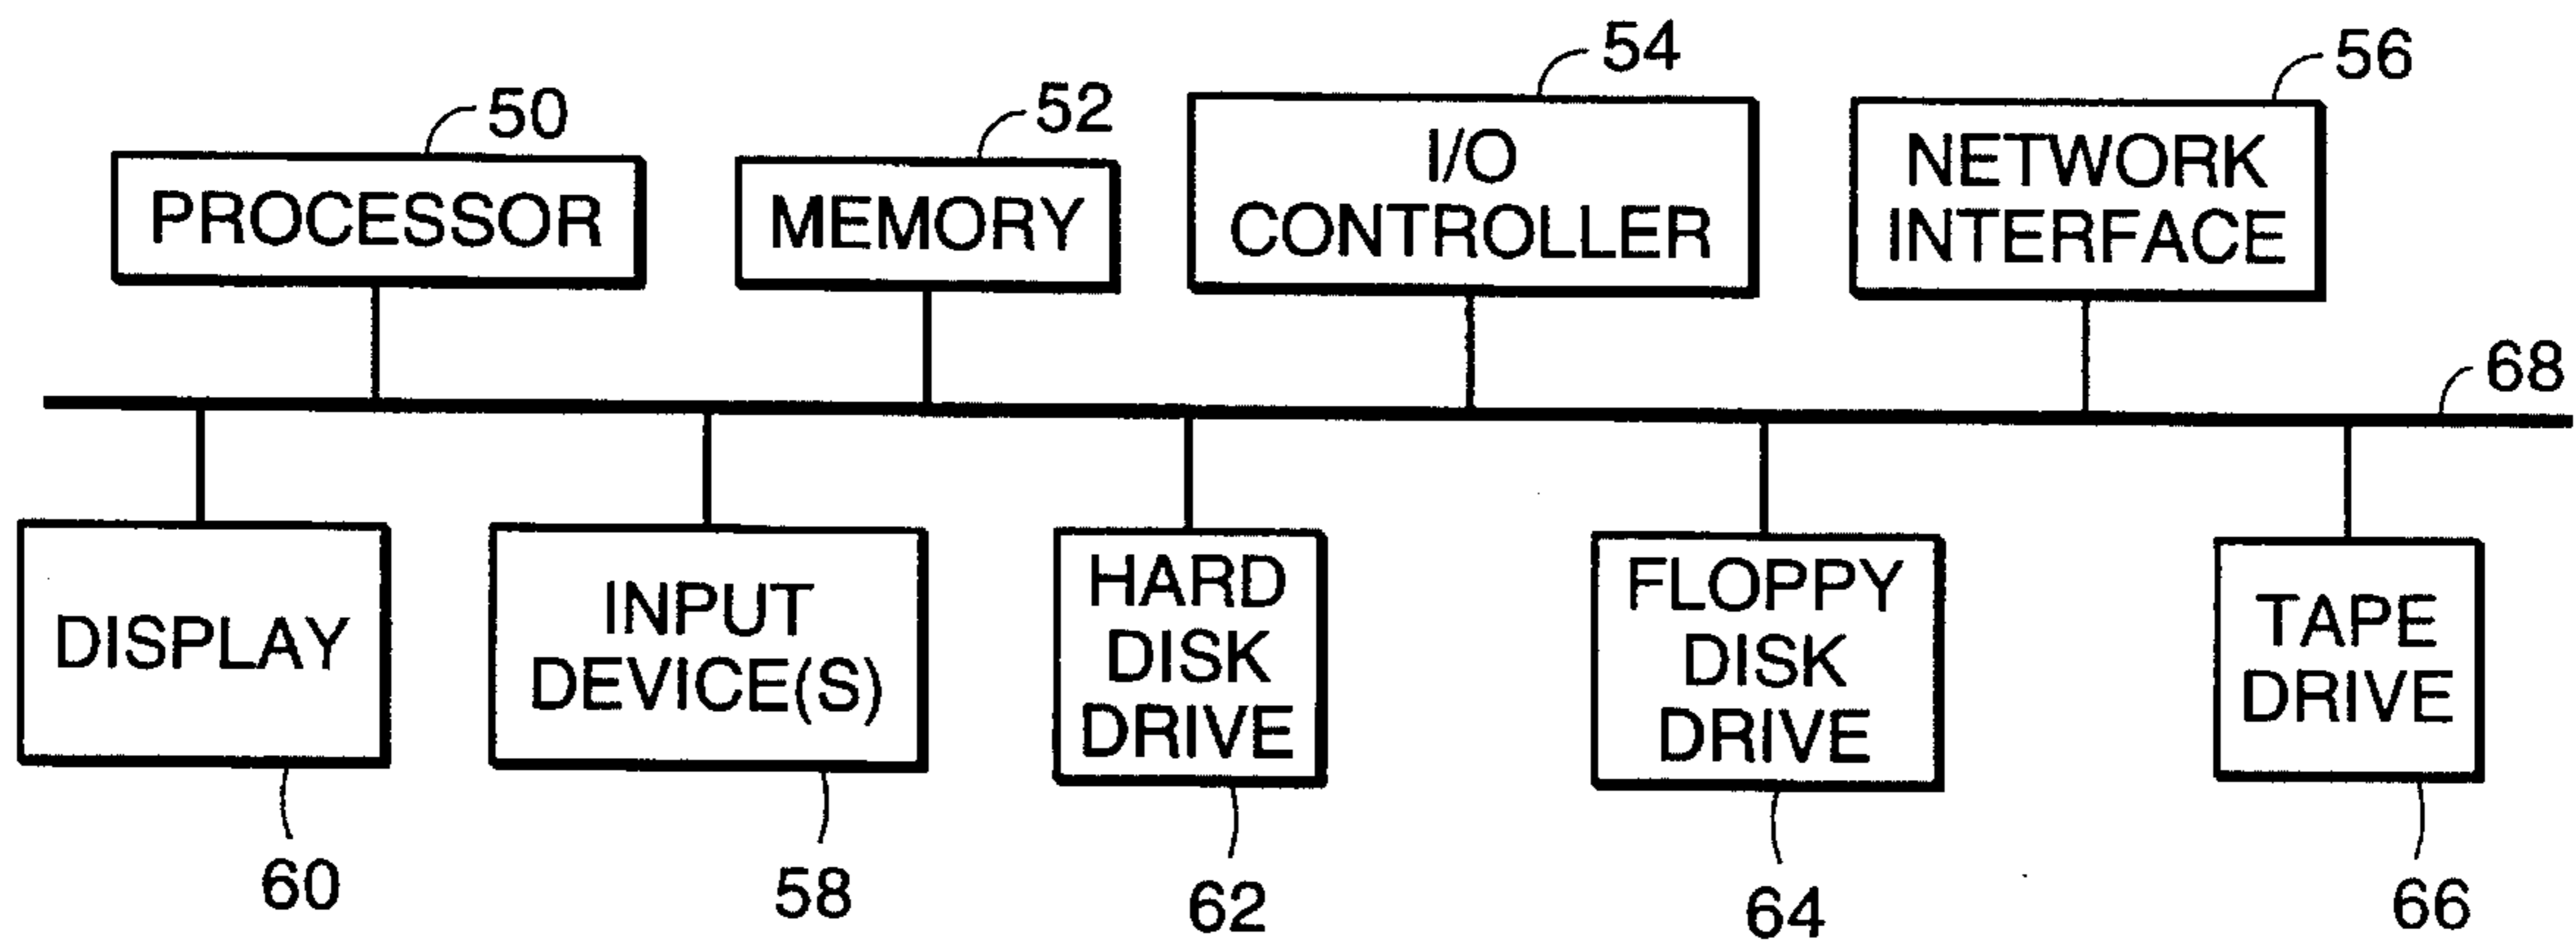 54
56
50
52
I/O
CONTROLLER
NETWORK
INTERFACE
PROCESSOR
MEMORY
68
DISPLAY
INPUT
DEVICE(S)
HARD
DISK
DRIVE
FLOPPY
DISK
DRIVE
TAPE
DRIVE
60
58
62
64
66